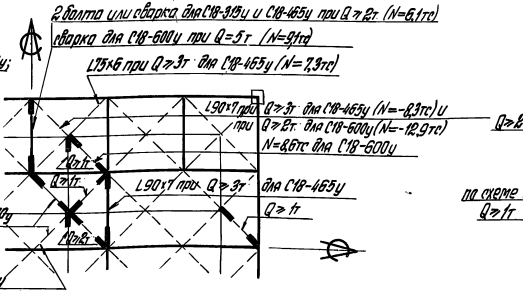 2 болта или сварка для С18-315у и С18-465у при Q≥2т (N=6,1тс)
сварка для С18-600у при Q=5т (N=9,1тс)
у;
L75×6 при Q≥3т для С18-465у (N=7,3тс)
L90×7 при Q≥3т для С18-465у (N=-8,3тс) и
при Q≥2т для С18-600у (N=-12,9тс)
N=8,6тс для С18-600у
Q≥2
Q≥1т
Q≥1т
L90×7 при Q≥3т для С18-465у
Q≥1т
по схеме
Q≥1т
0у
Q≥2т